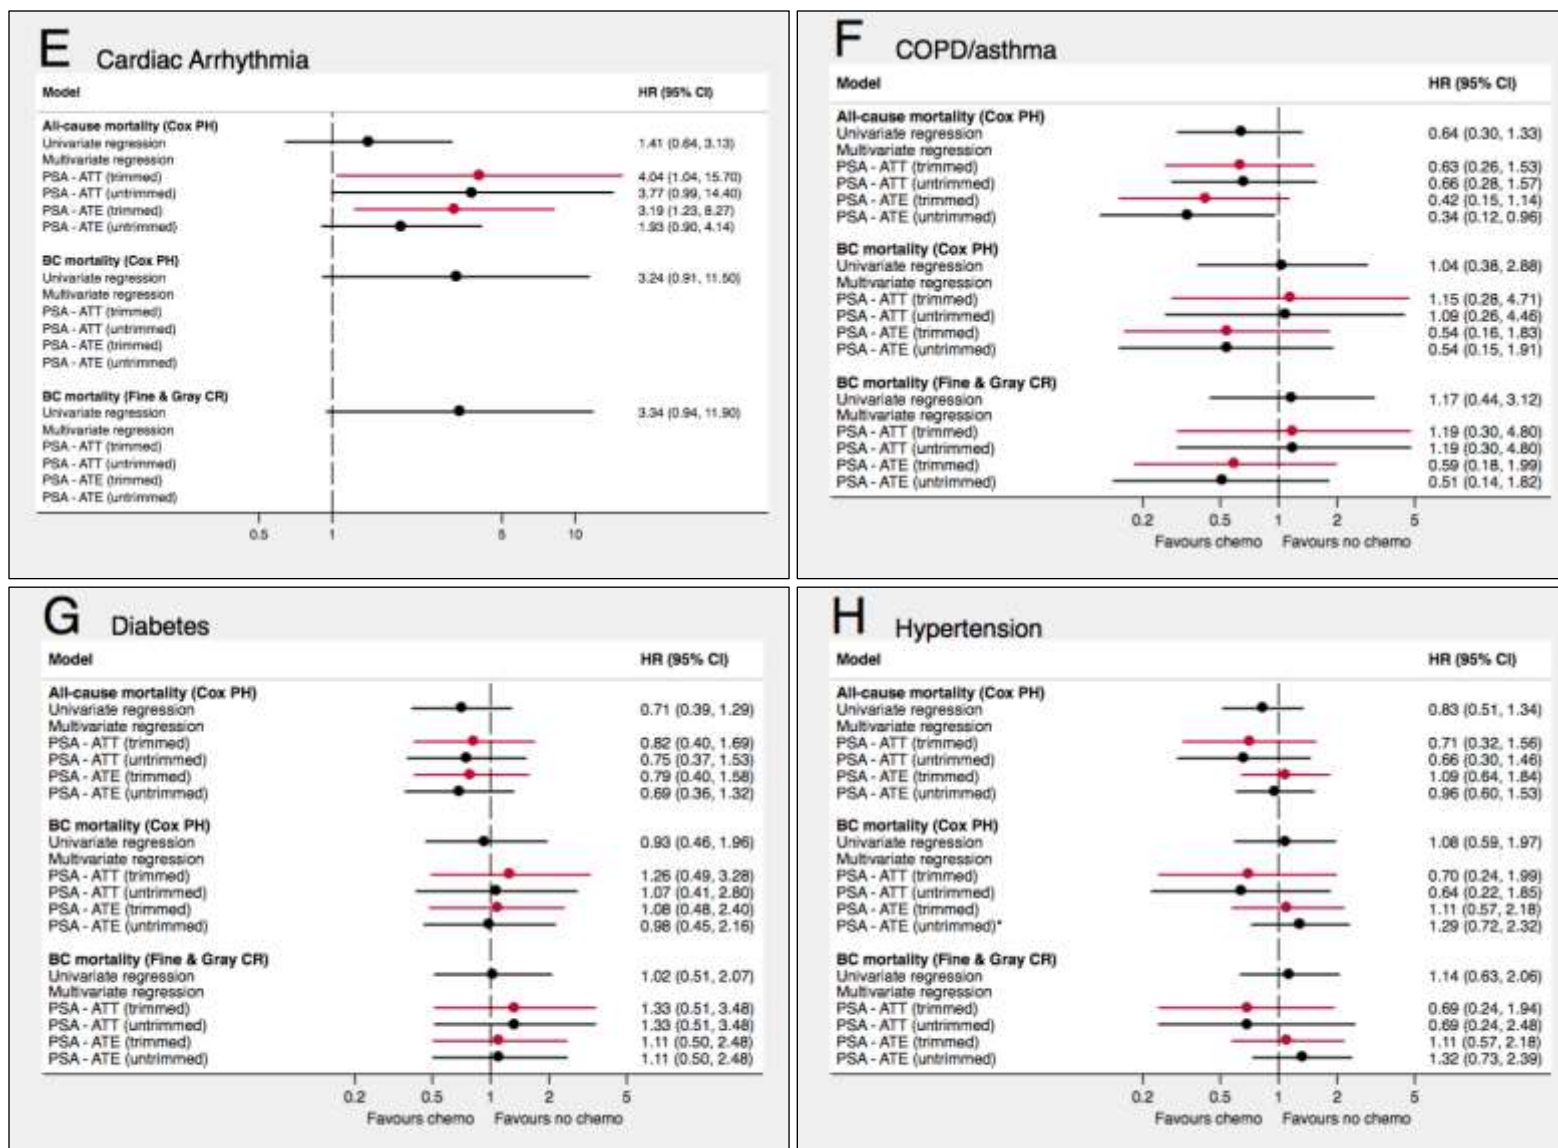 E Cardiac Arrhythmia
Model HR (95% CI)
All-cause mortality (Cox PH)
Univariate regression 1.41 (0.64, 3.13)
Multivariate regression
PSA - ATT (trimmed) 4.04 (1.04, 15.70)
PSA - ATT (untrimmed) 3.77 (0.99, 14.40)
PSA - ATE (trimmed) 3.19 (1.23, 8.27)
PSA - ATE (untrimmed) 1.93 (0.90, 4.14)
BC mortality (Cox PH)
Univariate regression 3.24 (0.91, 11.50)
Multivariate regression
PSA - ATT (trimmed)
PSA - ATT (untrimmed)
PSA - ATE (trimmed)
PSA - ATE (untrimmed)
BC mortality (Fine & Gray CR)
Univariate regression 3.34 (0.94, 11.90)
Multivariate regression
PSA - ATT (trimmed)
PSA - ATT (untrimmed)
PSA - ATE (trimmed)
PSA - ATE (untrimmed)
0.5 1 5 10
F COPD/asthma
Model HR (95% CI)
All-cause mortality (Cox PH)
Univariate regression 0.64 (0.30, 1.33)
Multivariate regression
PSA - ATT (trimmed) 0.63 (0.26, 1.53)
PSA - ATT (untrimmed) 0.66 (0.28, 1.57)
PSA - ATE (trimmed) 0.42 (0.15, 1.14)
PSA - ATE (untrimmed) 0.34 (0.12, 0.96)
BC mortality (Cox PH)
Univariate regression 1.04 (0.38, 2.88)
Multivariate regression
PSA - ATT (trimmed) 1.15 (0.28, 4.71)
PSA - ATT (untrimmed) 1.09 (0.26, 4.46)
PSA - ATE (trimmed) 0.54 (0.16, 1.83)
PSA - ATE (untrimmed) 0.54 (0.15, 1.91)
BC mortality (Fine & Gray CR)
Univariate regression 1.17 (0.44, 3.12)
Multivariate regression
PSA - ATT (trimmed) 1.19 (0.30, 4.80)
PSA - ATT (untrimmed) 1.19 (0.30, 4.80)
PSA - ATE (trimmed) 0.59 (0.18, 1.99)
PSA - ATE (untrimmed) 0.51 (0.14, 1.82)
0.2 0.5 1 2 5
Favours chemo Favours no chemo
G Diabetes
Model HR (95% CI)
All-cause mortality (Cox PH)
Univariate regression 0.71 (0.39, 1.29)
Multivariate regression
PSA - ATT (trimmed) 0.82 (0.40, 1.69)
PSA - ATT (untrimmed) 0.75 (0.37, 1.53)
PSA - ATE (trimmed) 0.79 (0.40, 1.58)
PSA - ATE (untrimmed) 0.69 (0.36, 1.32)
BC mortality (Cox PH)
Univariate regression 0.93 (0.46, 1.96)
Multivariate regression
PSA - ATT (trimmed) 1.26 (0.49, 3.28)
PSA - ATT (untrimmed) 1.07 (0.41, 2.80)
PSA - ATE (trimmed) 1.08 (0.48, 2.40)
PSA - ATE (untrimmed) 0.98 (0.45, 2.16)
BC mortality (Fine & Gray CR)
Univariate regression 1.02 (0.51, 2.07)
Multivariate regression
PSA - ATT (trimmed) 1.33 (0.51, 3.48)
PSA - ATT (untrimmed) 1.33 (0.51, 3.48)
PSA - ATE (trimmed) 1.11 (0.50, 2.48)
PSA - ATE (untrimmed) 1.11 (0.50, 2.48)
0.2 0.5 1 2 5
Favours chemo Favours no chemo
H Hypertension
Model HR (95% CI)
All-cause mortality (Cox PH)
Univariate regression 0.83 (0.51, 1.34)
Multivariate regression
PSA - ATT (trimmed) 0.71 (0.32, 1.56)
PSA - ATT (untrimmed) 0.66 (0.30, 1.46)
PSA - ATE (trimmed) 1.09 (0.64, 1.84)
PSA - ATE (untrimmed) 0.96 (0.60, 1.53)
BC mortality (Cox PH)
Univariate regression 1.08 (0.59, 1.97)
Multivariate regression
PSA - ATT (trimmed) 0.70 (0.24, 1.99)
PSA - ATT (untrimmed) 0.64 (0.22, 1.85)
PSA - ATE (trimmed) 1.11 (0.57, 2.18)
PSA - ATE (untrimmed)* 1.29 (0.72, 2.32)
BC mortality (Fine & Gray CR)
Univariate regression 1.14 (0.63, 2.06)
Multivariate regression
PSA - ATT (trimmed) 0.69 (0.24, 1.94)
PSA - ATT (untrimmed) 0.69 (0.24, 2.48)
PSA - ATE (trimmed) 1.11 (0.57, 2.18)
PSA - ATE (untrimmed) 1.32 (0.73, 2.39)
0.2 0.5 1 2 5
Favours chemo Favours no chemo